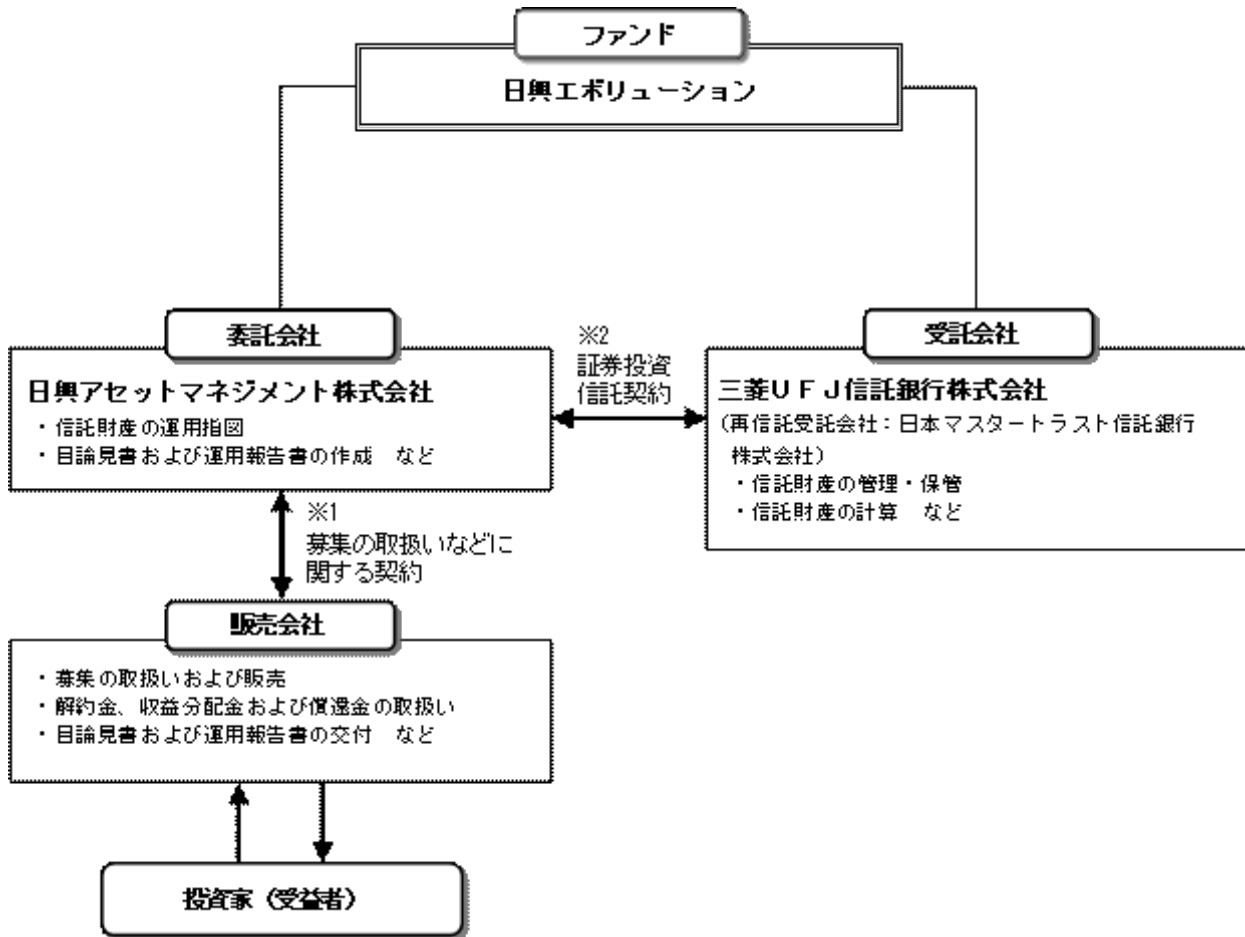 ファンド
日興エボリューション
委託会社
日興アセットマネジメント株式会社
・信託財産の運用指図
・目論見書および運用報告書の作成　など
※2
証券投資
信託契約
受託会社
三菱ＵＦＪ信託銀行株式会社
（再信託受託会社：日本マスタートラスト信託銀行
株式会社）
・信託財産の管理・保管
・信託財産の計算　など
※1
募集の取扱いなどに
関する契約
販売会社
・募集の取扱いおよび販売
・解約金、収益分配金および償還金の取扱い
・目論見書および運用報告書の交付　など
投資家（受益者）